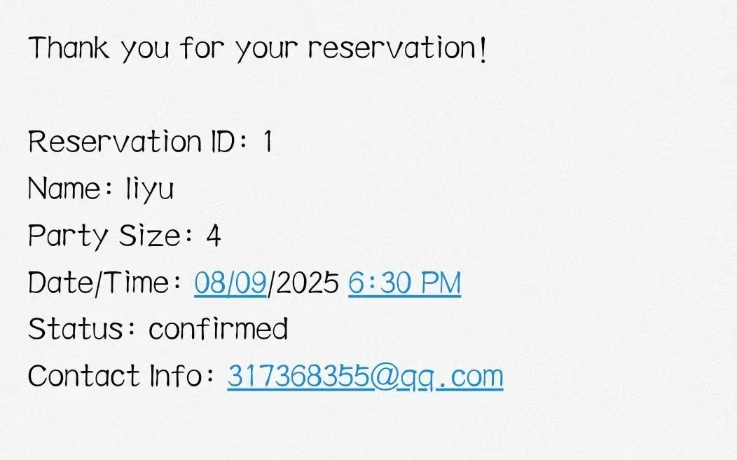 Thank you for your reservation!
Reservation ID: 1
Name: liyu
Party Size: 4
Date/Time: 08/09/2025 6:30 PM
Status: confirmed
Contact Info: 317368355@qq.com